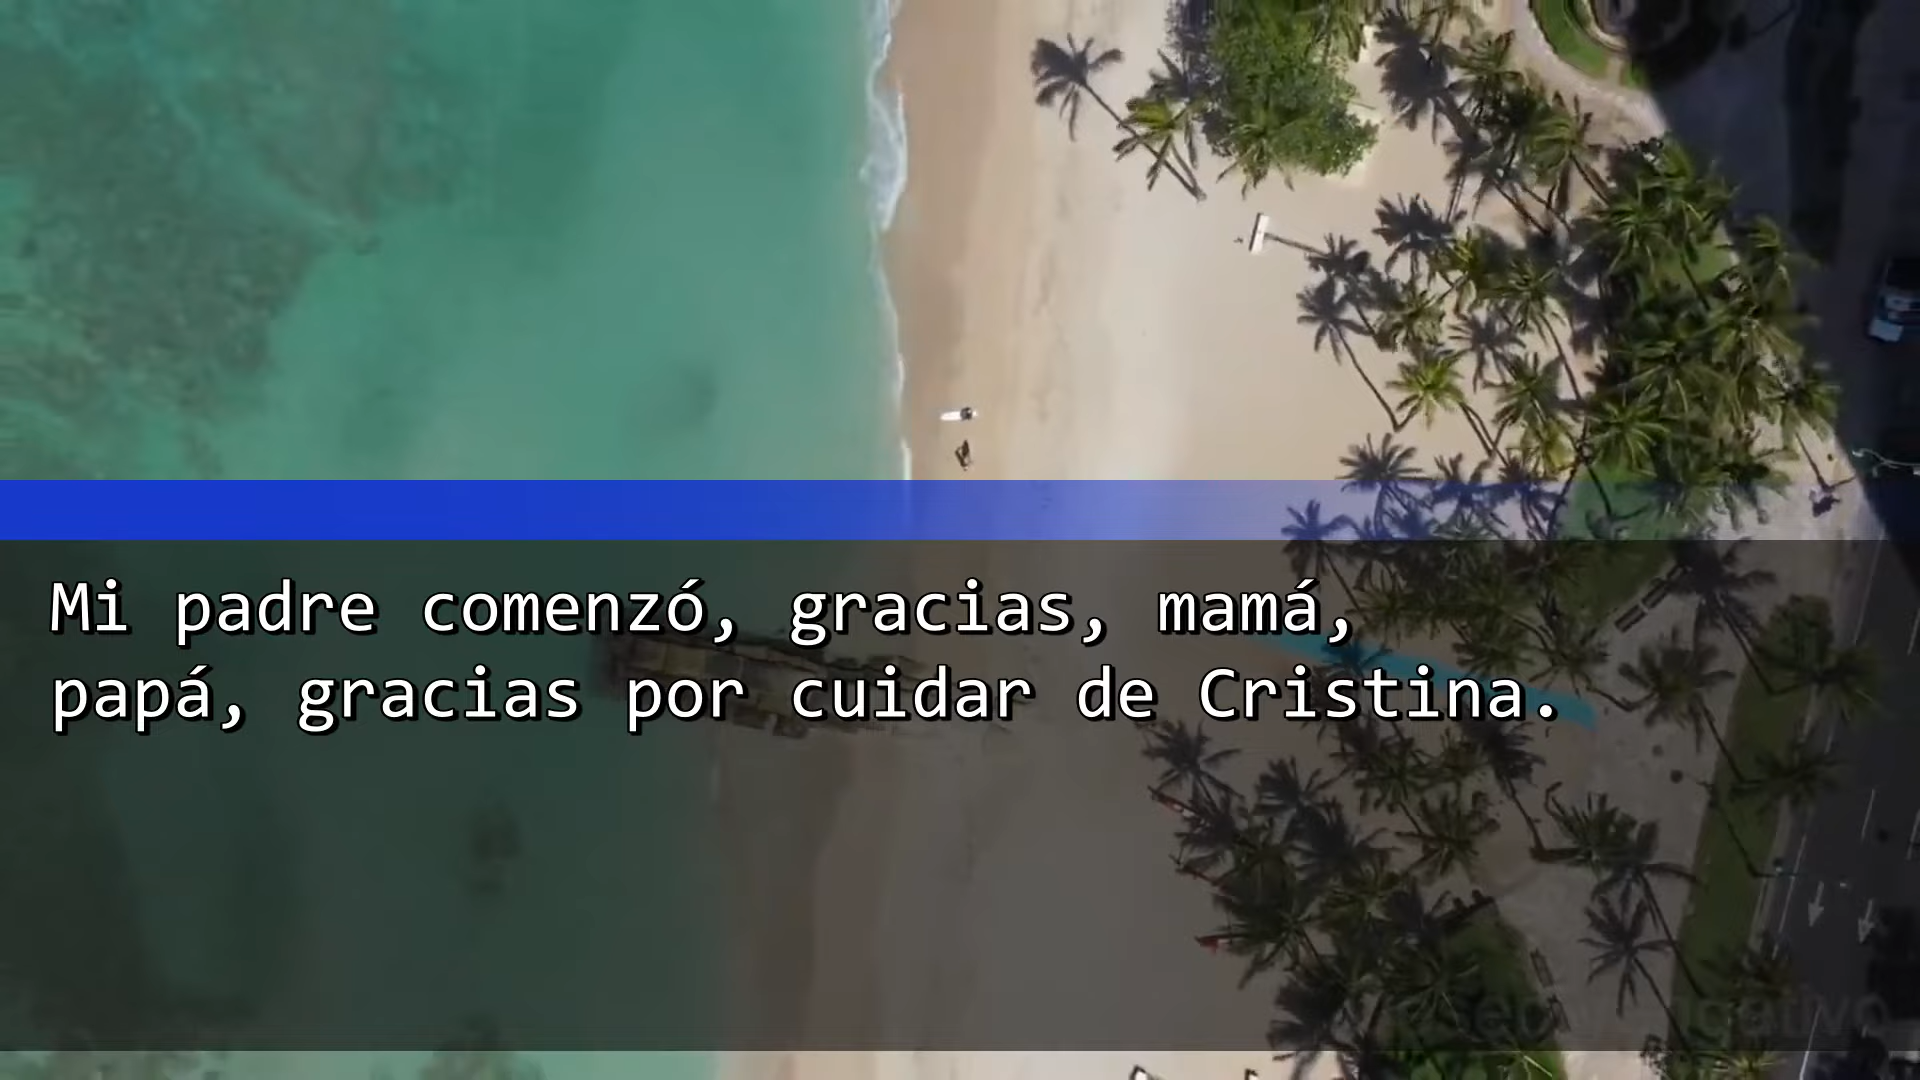 Mi padre comenzó, gracias, mamá,
papá, gracias por cuidar de Cristina.